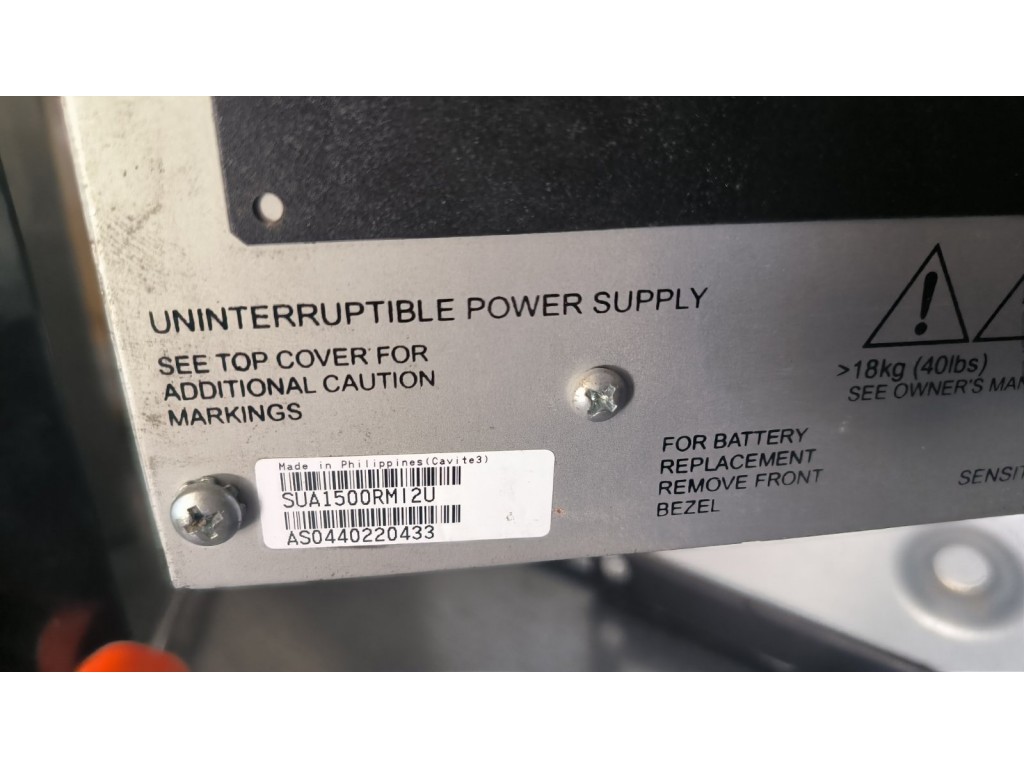 UNINTERRUPTIBLE POWER SUPPLY
SEE TOP COVER FOR
ADDITIONAL CAUTION
MARKINGS
>18kg (40lbs)
SEE OWNER'S
FOR BATTERY
REPLACEMENT
REMOVE FRONT
BEZEL
Made in Philippines(Cavite3)
SUA1500RMI2U
AS0440220433